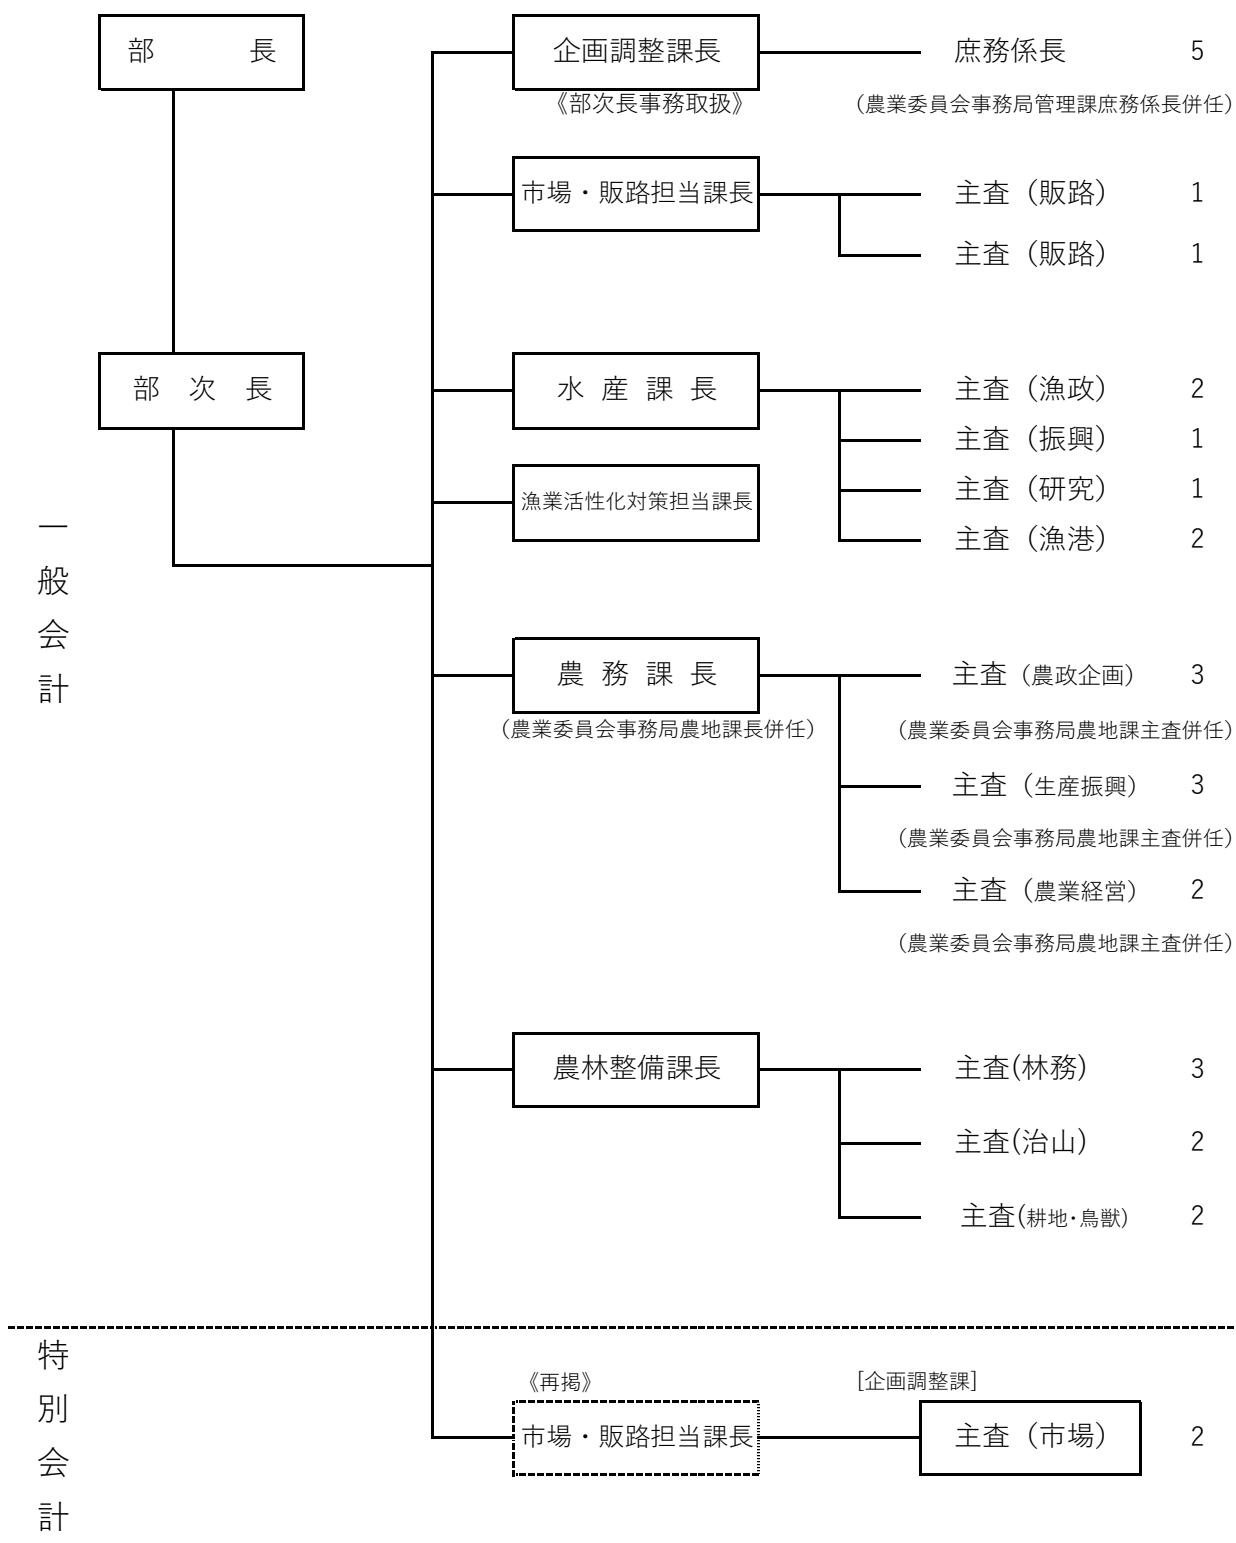 部　長
企画調整課長
庶務係長　5
《部次長事務取扱》
（農業委員会事務局管理課庶務係長併任）
市場・販路担当課長
主査（販路）　1
主査（販路）　1
部　次　長
水　産　課　長
主査（漁政）　2
主査（振興）　1
漁業活性化対策担当課長
主査（研究）　1
主査（漁港）　2
一般会計
農　務　課　長
（農業委員会事務局農地課長併任）
主査（農政企画）　3
（農業委員会事務局農地課主査併任）
主査（生産振興）　3
（農業委員会事務局農地課主査併任）
主査（農業経営）　2
（農業委員会事務局農地課主査併任）
農林整備課長
主査(林務)　3
主査(治山)　2
主査(耕地・鳥獣)　2
特別会計
《再掲》
[企画調整課]
市場・販路担当課長
主査（市場）　2